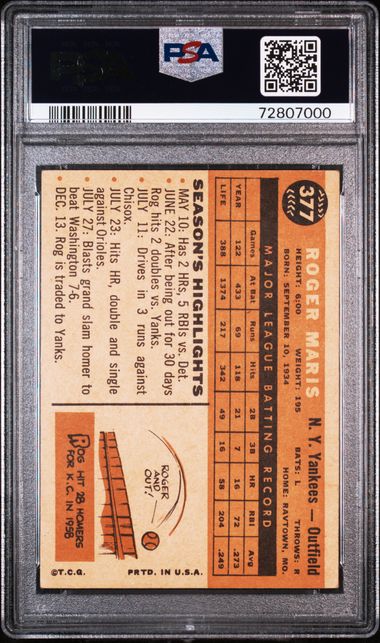 PSA
PSA
72807000
377
ROGER MARIS N. Y. Yankees — Outfield
HEIGHT: 6:00 WEIGHT: 195 BATS: L THROWS: R
BORN: SEPTEMBER 10, 1934 HOME: RAYTOWN, MO.
MAJOR LEAGUE BATTING RECORD
Games At Bat Runs Hits 2B 3B HR RBI Avg
YEAR 122 433 69 118 21 7 16 72 .273
LIFE 388 1374 217 342 49 16 58 204 .249
SEASON'S HIGHLIGHTS
• MAY 10: Has 2 HRs; 5 RBIs vs. Det.
• JUNE 22: After being out for 30 days
Rog hits 2 Doubles vs. Yanks.
• JULY 11: Drives in 3 runs against
Chisox.
• JULY 23: Hits HR, double and single
against Orioles.
• JULY 27: Blasts grand slam homer to
beat Washington 7-6.
• DEC. 13. Rog is traded to Yanks.
ROGER
AND
OUT!
ROG HIT 28 HOMERS
FOR K.C. IN 1958
©T.C.G. PRTD. IN U.S.A.